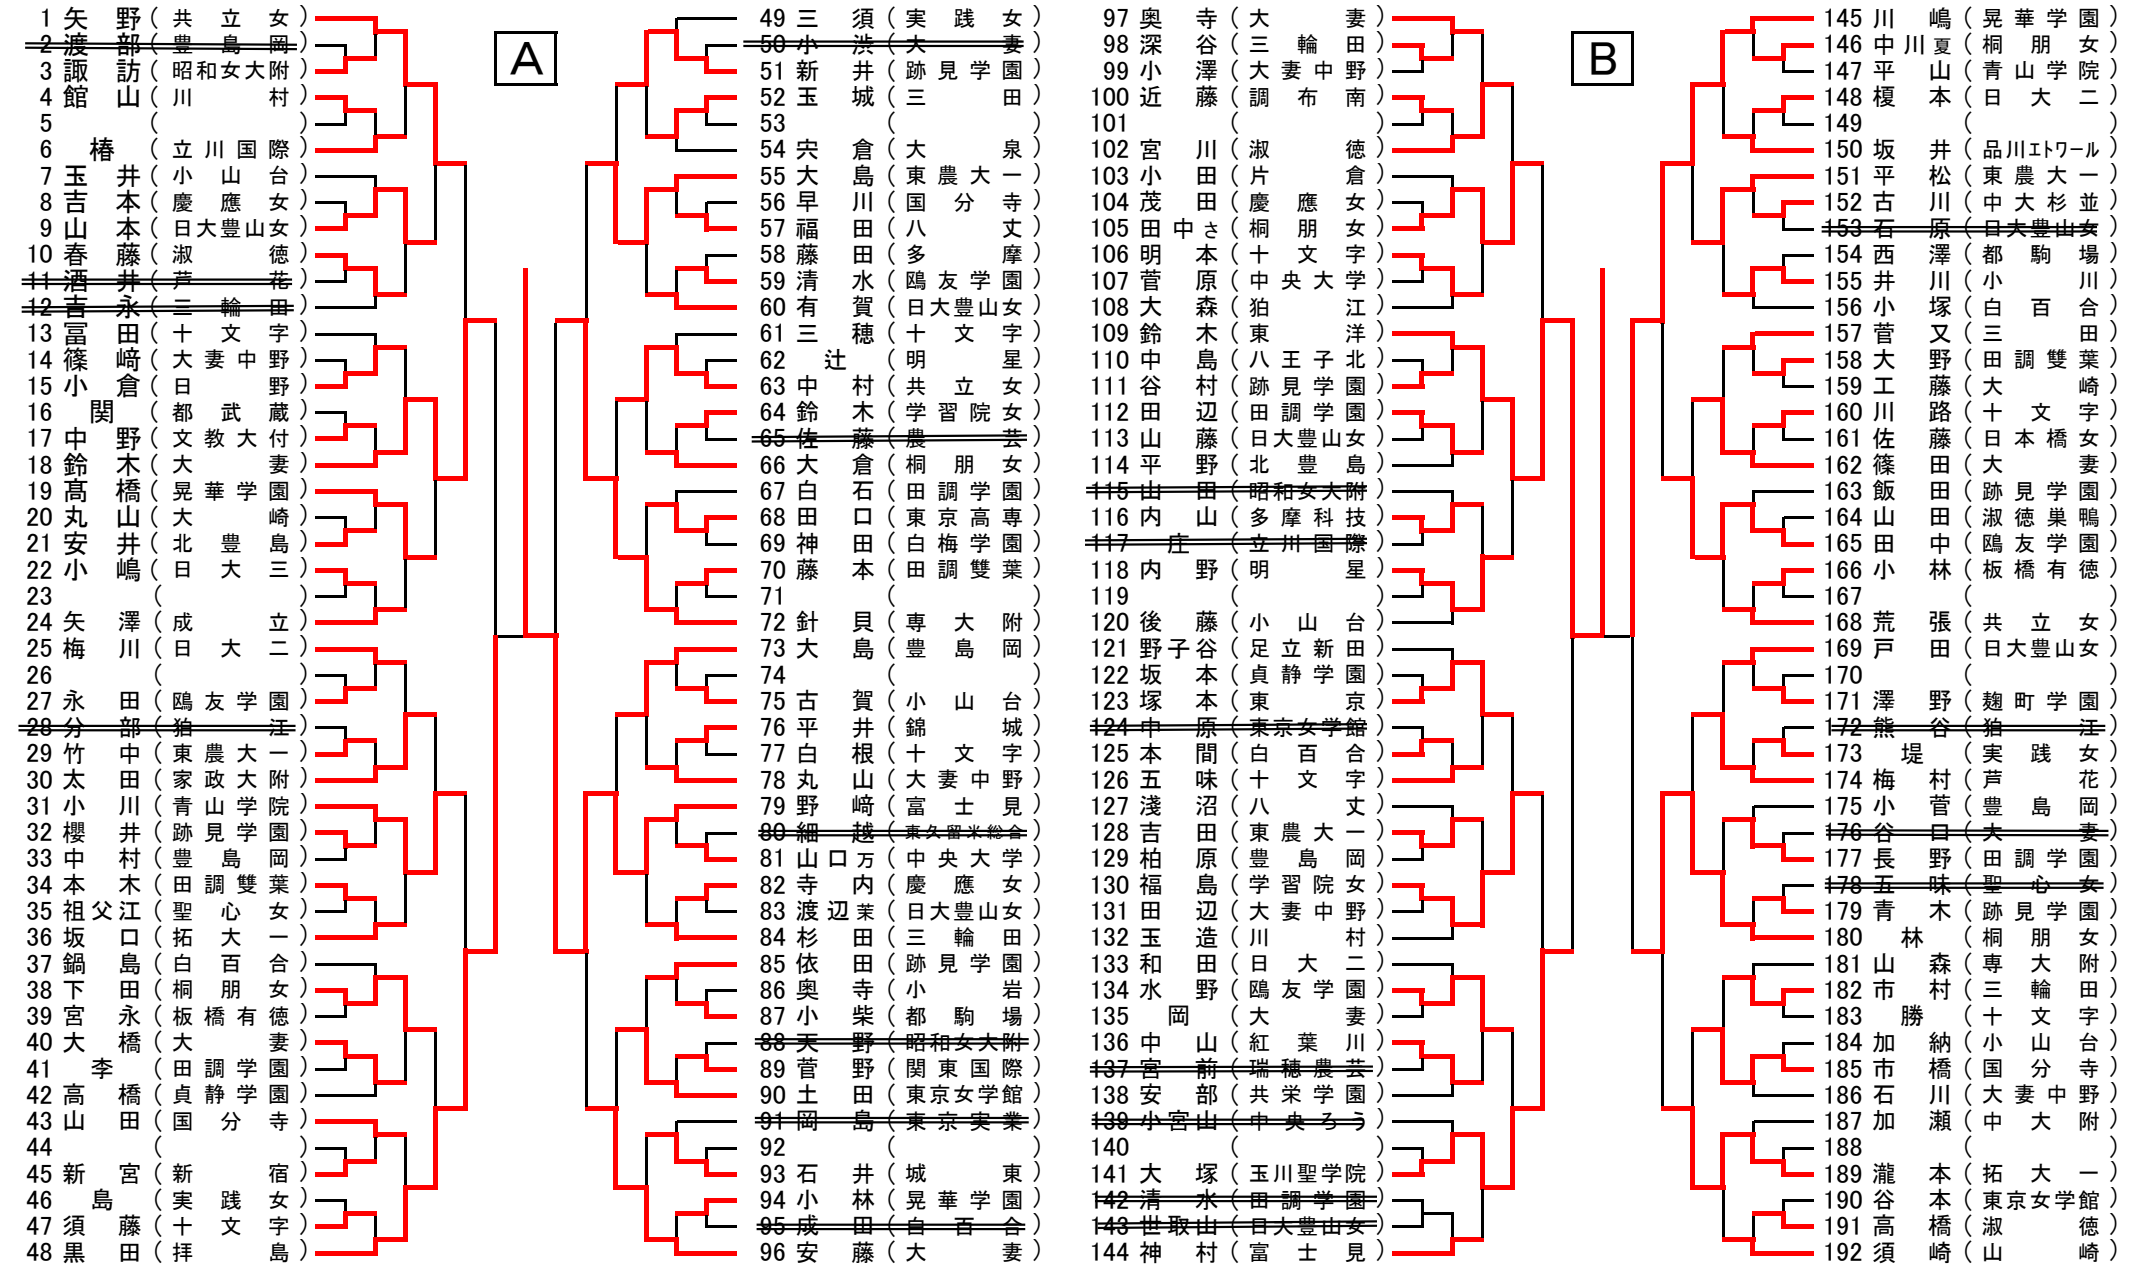 A
B
1 矢野 (共立女)
2 渡部 (豊島岡)
3 諏訪 (昭和女大附)
4 館山 (川村)
5 ( )
6 椿 (立川国際)
7 玉井 (小山台)
8 吉本 (慶應女)
9 山本 (日大豊山女)
10 春藤 (淑徳)
11 酒井 (芦花)
12 吉永 (三輪田)
13 冨田 (十文字)
14 篠﨑 (大妻中野)
15 小倉 (日野)
16 関 (都武蔵)
17 中野 (文教大付)
18 鈴木 (大妻)
19 髙橋 (晃華学園)
20 丸山 (大崎)
21 安井 (北豊島)
22 小嶋 (日大三)
23 ( )
24 矢澤 (成立)
25 梅川 (日大二)
26 ( )
27 永田 (鴎友学園)
28 分部 (狛江)
29 竹中 (東農大一)
30 太田 (家政大附)
31 小川 (青山学院)
32 櫻井 (跡見学園)
33 中村 (豊島岡)
34 本木 (田調雙葉)
35 祖父江 (聖心女)
36 坂口 (拓大一)
37 鍋島 (白百合)
38 下田 (桐朋女)
39 宮永 (板橋有徳)
40 大橋 (大妻)
41 李 (田調学園)
42 高橋 (貞静学園)
43 山田 (国分寺)
44 ( )
45 新宮 (新宿)
46 島 (実践女)
47 須藤 (十文字)
48 黒田 (拝島)
49 三須 (実践女)
50 小渋 (大妻)
51 新井 (跡見学園)
52 玉城 (三田)
53 ( )
54 宍倉 (大泉)
55 大島 (東農大一)
56 早川 (国分寺)
57 福田 (八丈)
58 藤田 (多摩)
59 清水 (鴎友学園)
60 有賀 (日大豊山女)
61 三穂 (十文字)
62 辻 (明星)
63 中村 (共立女)
64 鈴木 (学習院女)
65 佐藤 (農芸)
66 大倉 (桐朋女)
67 白石 (田調学園)
68 田口 (東京高専)
69 神田 (白梅学園)
70 藤本 (田調雙葉)
71 ( )
72 針貝 (専大附)
73 大島 (豊島岡)
74 ( )
75 古賀 (小山台)
76 平井 (錦城)
77 白根 (十文字)
78 丸山 (大妻中野)
79 野﨑 (富士見)
80 細越 (東久留米総合)
81 山口万 (中央大学)
82 寺内 (慶應女)
83 渡辺茉 (日大豊山女)
84 杉田 (三輪田)
85 依田 (跡見学園)
86 奥寺 (小岩)
87 小柴 (都駒場)
88 天野 (昭和女大附)
89 菅野 (関東国際)
90 土田 (東京女学館)
91 岡島 (東京実業)
92 ( )
93 石井 (城東)
94 小林 (晃華学園)
95 成田 (白百合)
96 安藤 (大妻)
97 奥寺 (大妻)
98 深谷 (三輪田)
99 小澤 (大妻中野)
100 近藤 (調布南)
101 ( )
102 宮川 (淑徳)
103 小田 (片倉)
104 茂田 (慶應女)
105 田中さ (桐朋女)
106 明本 (十文字)
107 菅原 (中央大学)
108 大森 (狛江)
109 鈴木 (東洋)
110 中島 (八王子北)
111 谷村 (跡見学園)
112 田辺 (田調学園)
113 山藤 (日大豊山女)
114 平野 (北豊島)
115 山田 (昭和女大附)
116 内山 (多摩科技)
117 庄 (立川国際)
118 内野 (明星)
119 ( )
120 後藤 (小山台)
121 野子谷 (足立新田)
122 坂本 (貞静学園)
123 塚本 (東京)
124 中原 (東京女学館)
125 本間 (白百合)
126 五味 (十文字)
127 淺沼 (八丈)
128 吉田 (東農大一)
129 柏原 (豊島岡)
130 福島 (学習院女)
131 田辺 (大妻中野)
132 玉造 (川村)
133 和田 (日大二)
134 水野 (鴎友学園)
135 岡 (大妻)
136 中山 (紅葉川)
137 宮前 (瑞穂農芸)
138 安部 (共栄学園)
139 小宮山 (中央ろう)
140 ( )
141 大塚 (玉川聖学院)
142 清水 (田調学園)
143 世取山 (日大豊山女)
144 神村 (富士見)
145 川嶋 (晃華学園)
146 中川夏 (桐朋女)
147 平山 (青山学院)
148 榎本 (日大二)
149 ( )
150 坂井 (品川エトワール)
151 平松 (東農大一)
152 古川 (中大杉並)
153 石原 (日大豊山女)
154 西澤 (都駒場)
155 井川 (小川)
156 小塚 (白百合)
157 菅又 (三田)
158 大野 (田調雙葉)
159 工藤 (大崎)
160 川路 (十文字)
161 佐藤 (日本橋女)
162 篠田 (大妻)
163 飯田 (跡見学園)
164 山田 (淑徳巣鴨)
165 田中 (鴎友学園)
166 小林 (板橋有徳)
167 ( )
168 荒張 (共立女)
169 戸田 (日大豊山女)
170 ( )
171 澤野 (麹町学園)
172 熊谷 (狛江)
173 堤 (実践女)
174 梅村 (芦花)
175 小菅 (豊島岡)
176 谷口 (大妻)
177 長野 (田調学園)
178 五味 (聖心女)
179 青木 (跡見学園)
180 林 (桐朋女)
181 山森 (専大附)
182 市村 (三輪田)
183 勝 (十文字)
184 加納 (小山台)
185 市橋 (国分寺)
186 石川 (大妻中野)
187 加瀬 (中大附)
188 ( )
189 瀧本 (拓大一)
190 谷本 (東京女学館)
191 高橋 (淑徳)
192 須崎 (山崎)